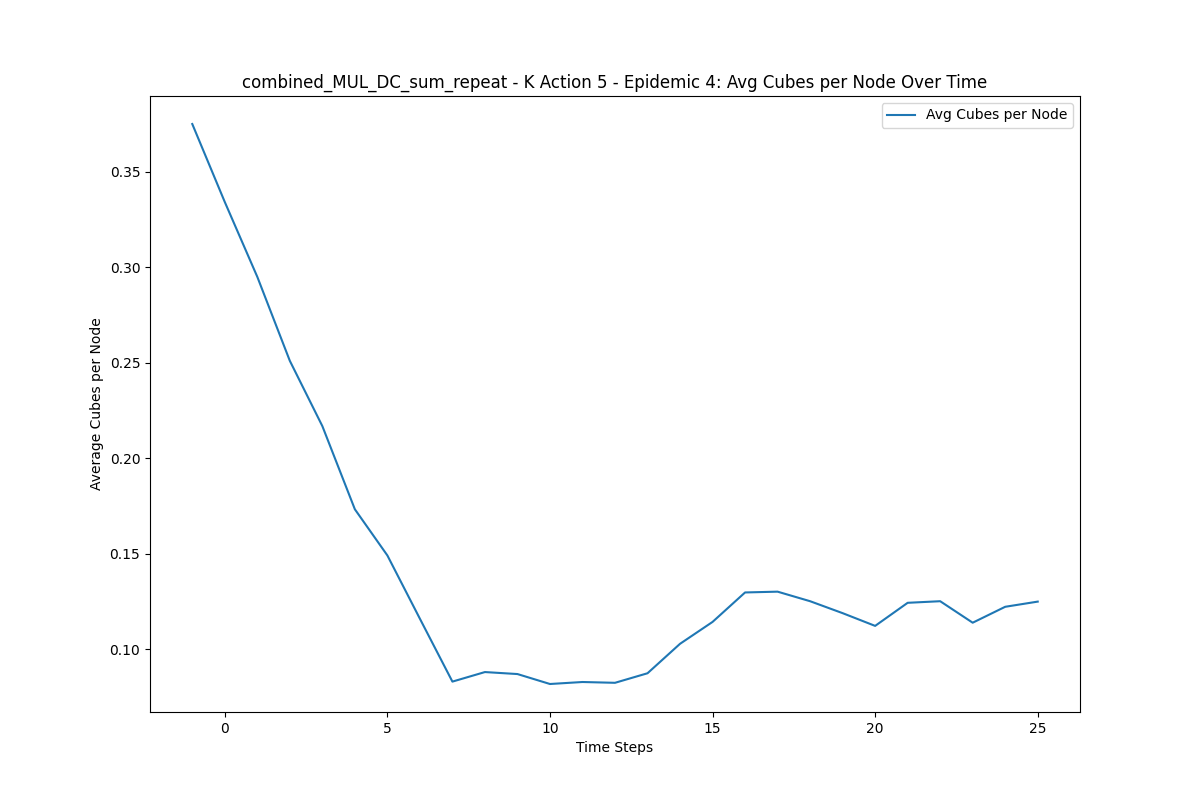 combined_MUL_DC_sum_repeat - K Action 5 - Epidemic 4: Avg Cubes per Node Over Time
Avg Cubes per Node
Average Cubes per Node
0.35
0.30
0.25
0.20
0.15
0.10
0 5 10 15 20 25
Time Steps